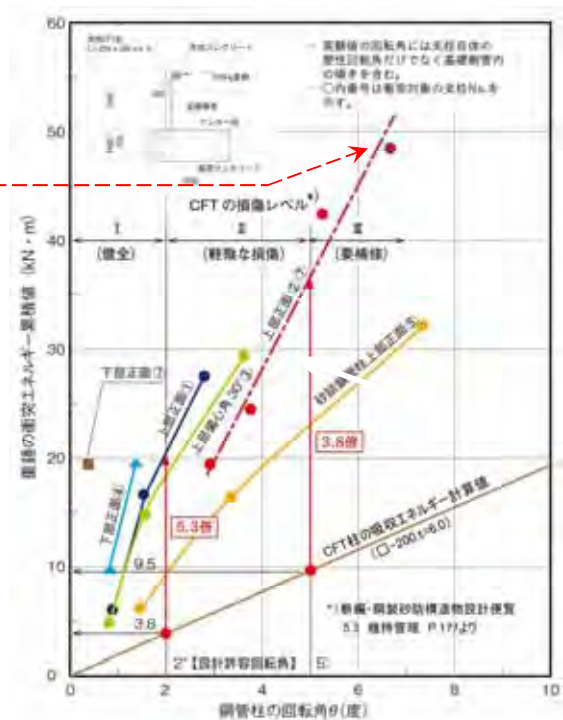 実験値の回転角には支柱自体の
塑性回転角だけでなく基礎鋼管内
の傾きを含む。
○内番号は衝突対象の支柱No.を
示す。
重錘の衝突エネルギー累積値 (kN・m)
60
50
40
30
20
10
0
CFTの損傷レベル*)
Ⅰ
(健全)
Ⅱ
(軽微な損傷)
Ⅲ
(要補修)
下部正面⑦
下部正面④
上部正面①
上部偏心角30°③
上部正面②⑦
砂詰鋼管柱上部正面⑤
5.3倍
3.8倍
9.5
3.8
CFT柱の吸収エネルギー計算値
(□-200,t=6.0)
*)新編・鋼製砂防構造物設計便覧
5.3 維持管理 P177より
2°【設計許容回転角】
0
2
4
6
8
10
鋼管柱の回転角θ(度)